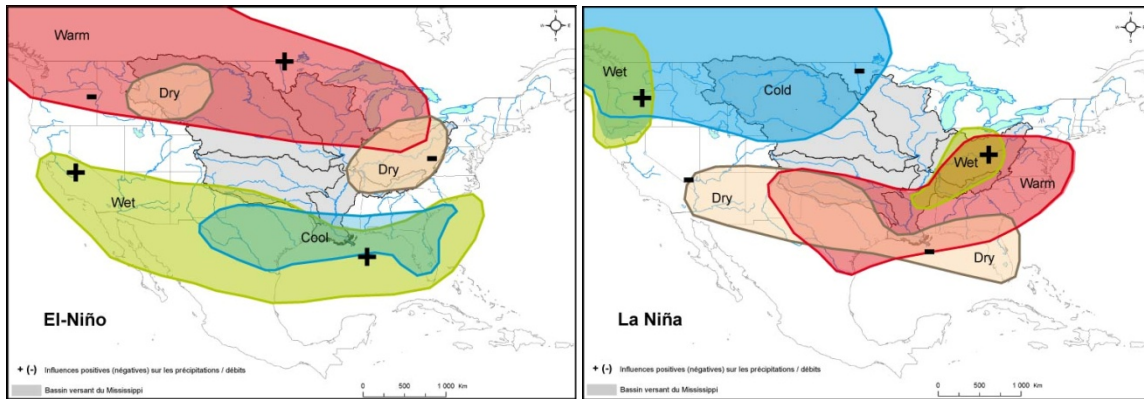 Warm
+
N
W E
S
-
Dry
Dry
-
+
Wet
Cool
+
El-Niño
+ (-) Influences positives (négatives) sur les précipitations / débits
Bassin versant du Mississippi
0 500 1 000 Km
N
W E
S
Wet
+
-
Cold
Wet
+
-
Dry
Warm
-
Dry
La Niña
+ (-) Influences positives (négatives) sur les précipitations / débits
Bassin versant du Mississippi
0 500 1 000 Km